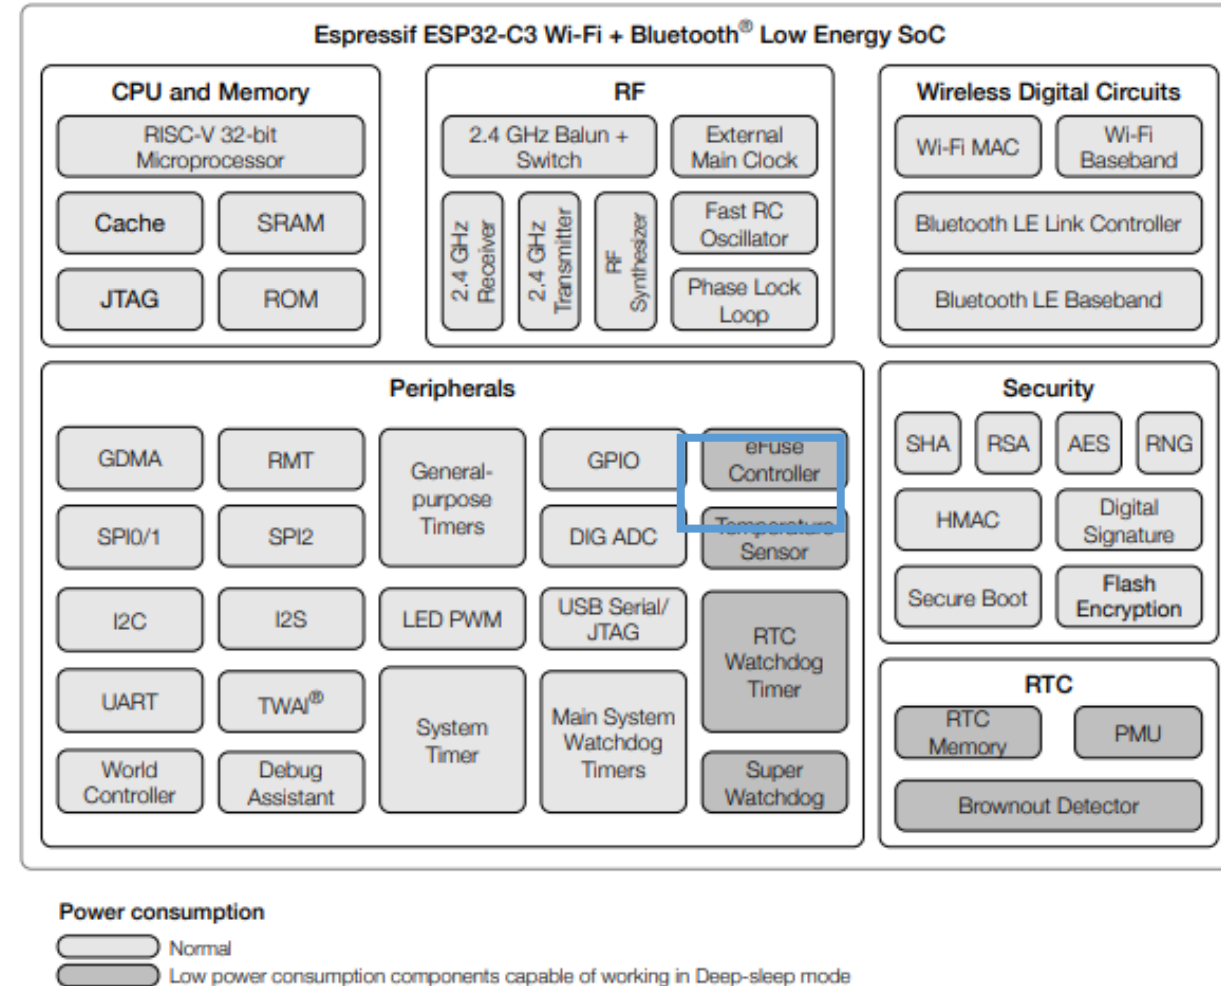 Espressif ESP32-C3 Wi-Fi + Bluetooth® Low Energy SoC
CPU and Memory
RISC-V 32-bit
Microprocessor
Cache
SRAM
JTAG
ROM
RF
2.4 GHz Balun +
Switch
External
Main Clock
2.4 GHz
Receiver
2.4 GHz
Transmitter
RF
Synthesizer
Fast RC
Oscillator
Phase Lock
Loop
Wireless Digital Circuits
Wi-Fi MAC
Wi-Fi
Baseband
Bluetooth LE Link Controller
Bluetooth LE Baseband
Peripherals
GDMA
RMT
General-
purpose
Timers
GPIO
eFuse
Controller
SPI0/1
SPI2
DIG ADC
Temperature
Sensor
I2C
I2S
LED PWM
USB Serial/
JTAG
RTC
Watchdog
Timer
UART
TWAI®
System
Timer
Main System
Watchdog
Timers
World
Controller
Debug
Assistant
Super
Watchdog
Security
SHA
RSA
AES
RNG
HMAC
Digital
Signature
Secure Boot
Flash
Encryption
RTC
RTC
Memory
PMU
Brownout Detector
Power consumption
Normal
Low power consumption components capable of working in Deep-sleep mode